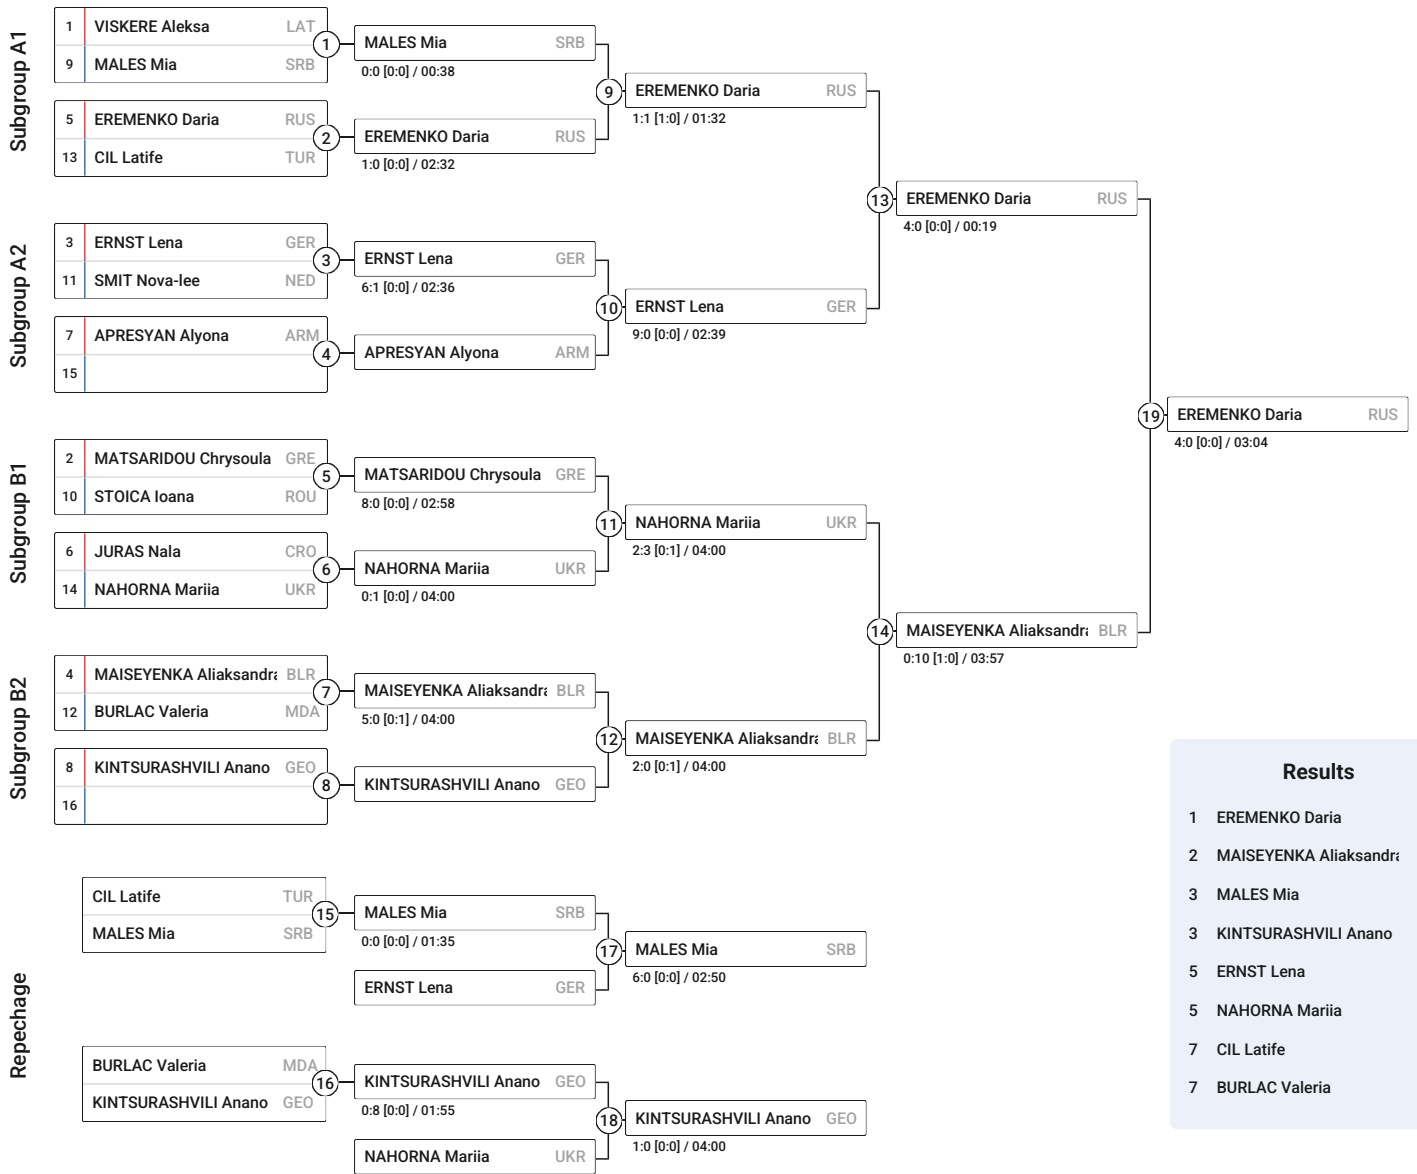 Subgroup A1
1 VISKERE Aleksa LAT
9 MALES Mia SRB
1
MALES Mia SRB
0:0 [0:0] / 00:38
5 EREMENKO Daria RUS
13 CIL Latife TUR
2
EREMENKO Daria RUS
1:0 [0:0] / 02:32
9
EREMENKO Daria RUS
1:1 [1:0] / 01:32
Subgroup A2
3 ERNST Lena GER
11 SMIT Nova-lee NED
3
ERNST Lena GER
6:1 [0:0] / 02:36
7 APRESYAN Alyona ARM
15
4
APRESYAN Alyona ARM
10
ERNST Lena GER
9:0 [0:0] / 02:39
13
EREMENKO Daria RUS
4:0 [0:0] / 00:19
Subgroup B1
2 MATSARIDOU Chrysoula GRE
10 STOICA Ioana ROU
5
MATSARIDOU Chrysoula GRE
8:0 [0:0] / 02:58
6 JURAS Nala CRO
14 NAHORNA Mariia UKR
6
NAHORNA Mariia UKR
0:1 [0:0] / 04:00
11
NAHORNA Mariia UKR
2:3 [0:1] / 04:00
Subgroup B2
4 MAISEYENKA Aliaksandra BLR
12 BURLAC Valeria MDA
7
MAISEYENKA Aliaksandra BLR
5:0 [0:1] / 04:00
8 KINTSURASHVILI Anano GEO
16
8
KINTSURASHVILI Anano GEO
12
MAISEYENKA Aliaksandra BLR
2:0 [0:1] / 04:00
14
MAISEYENKA Aliaksandra BLR
0:10 [1:0] / 03:57
19
EREMENKO Daria RUS
4:0 [0:0] / 03:04
Repechage
CIL Latife TUR
MALES Mia SRB
15
MALES Mia SRB
0:0 [0:0] / 01:35
ERNST Lena GER
17
MALES Mia SRB
6:0 [0:0] / 02:50
BURLAC Valeria MDA
KINTSURASHVILI Anano GEO
16
KINTSURASHVILI Anano GEO
0:8 [0:0] / 01:55
NAHORNA Mariia UKR
18
KINTSURASHVILI Anano GEO
1:0 [0:0] / 04:00
Results
1 EREMENKO Daria
2 MAISEYENKA Aliaksandra
3 MALES Mia
3 KINTSURASHVILI Anano
5 ERNST Lena
5 NAHORNA Mariia
7 CIL Latife
7 BURLAC Valeria